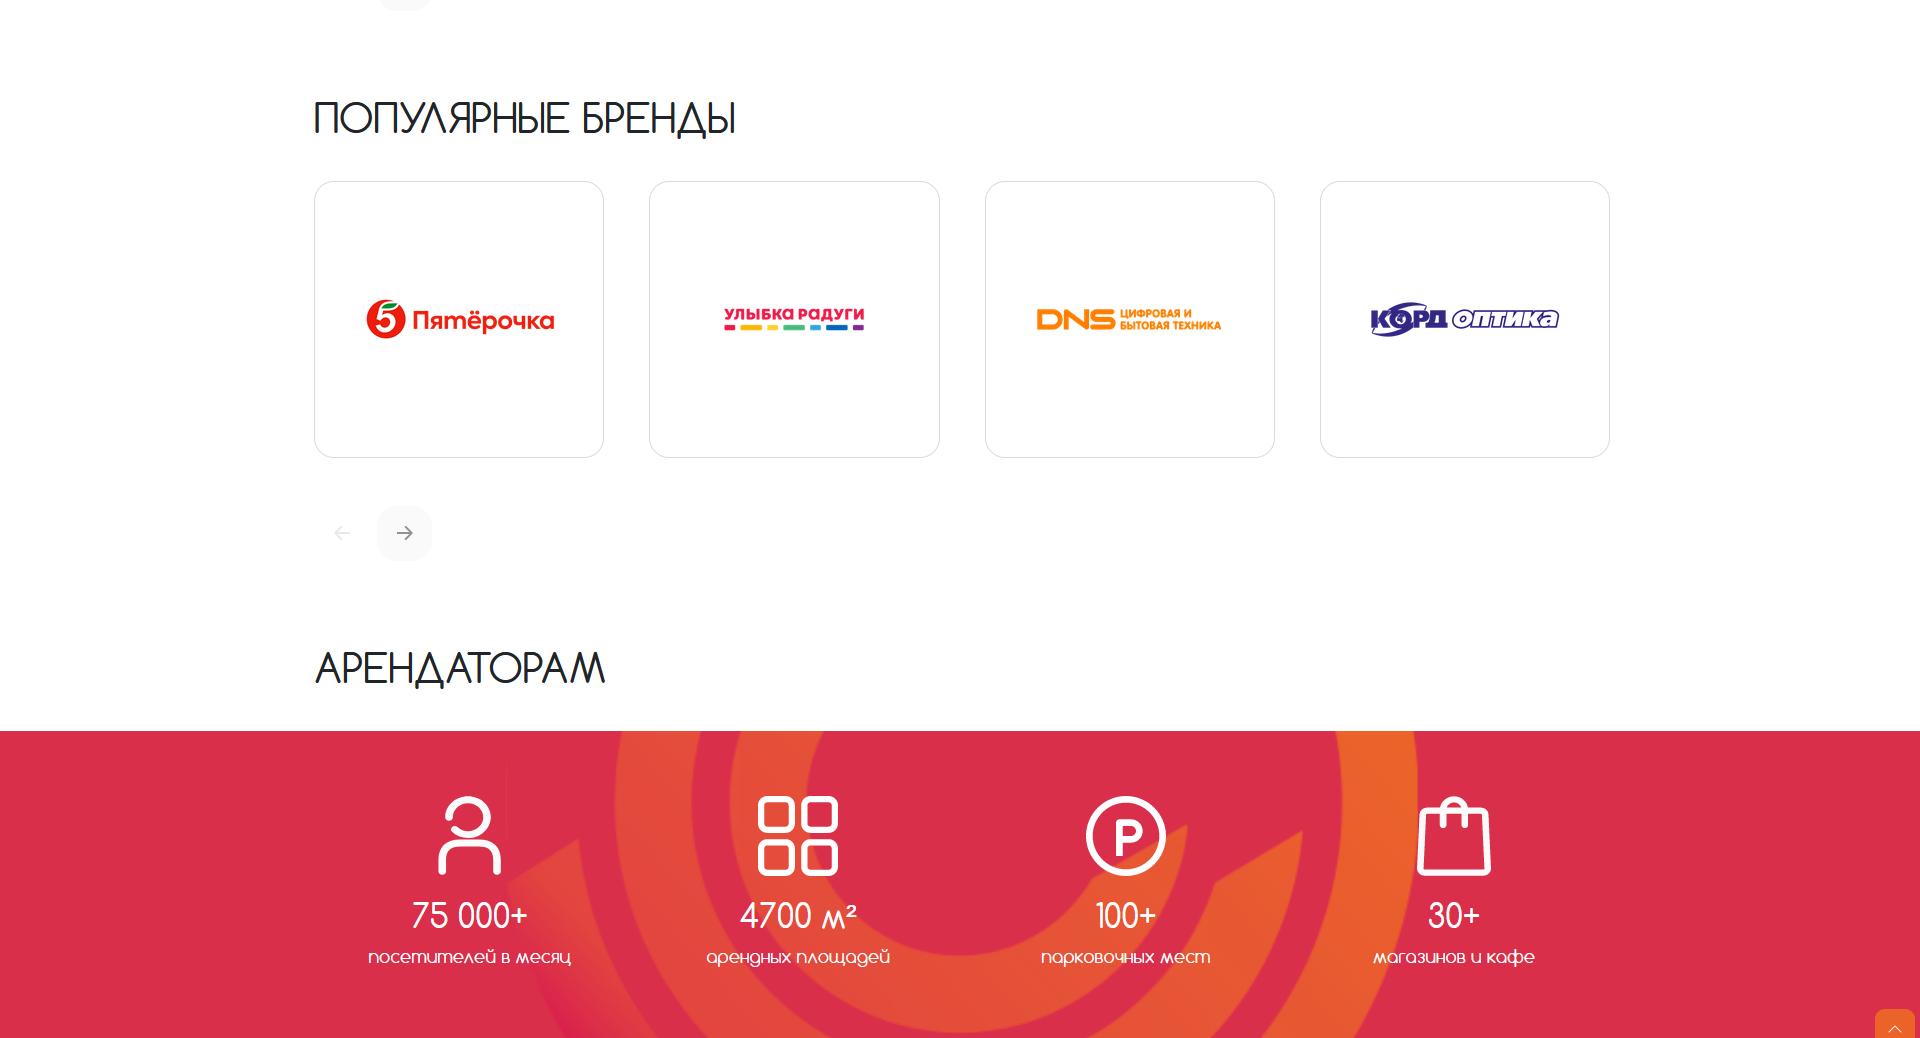 ПОПУЛЯРНЫЕ БРЕНДЫ
5 Пятёрочка
УЛЫБКА РАДУГИ
DNS ЦИФРОВАЯ И
БЫТОВАЯ ТЕХНИКА
КОРД ОПТИКА
АРЕНДАТОРАМ
75 000+
посетителей в месяц
4700 м²
арендных площадей
P
100+
парковочных мест
30+
магазинов и кафе